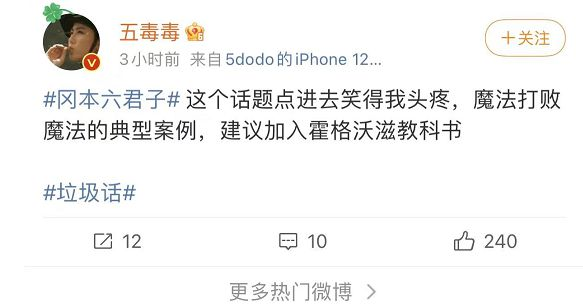 五毒毒
3小时前 来自5dodo的iPhone 12...
+关注
#冈本六君子# 这个话题点进去笑得我头疼，魔法打败
魔法的典型案例，建议加入霍格沃滋教科书
#垃圾话#
12
10
240
更多热门微博 >